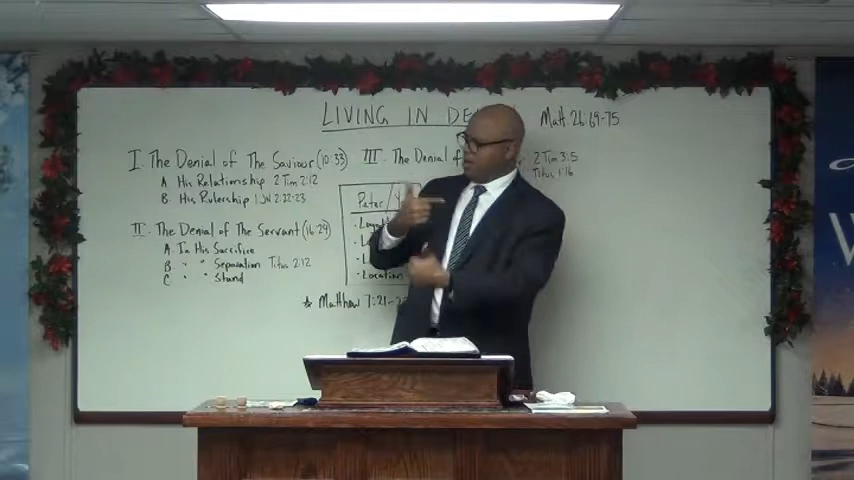 LIVING IN DE
Matt. 26:69-75
I. The Denial of The Saviour (10:33)
A His Relationship 2 Tim 2:12
B. His Rulership 1 Jn 2:22-23
II. The Denial of The Servant (16:24)
A. In His Sacrifice
B. " " Separation Titus 2:12
C " " Stand
III. The Denial of
2 Tim 3:5
Titus 1:16
Peter/
Location
☆ Matthew 7:21-2
W